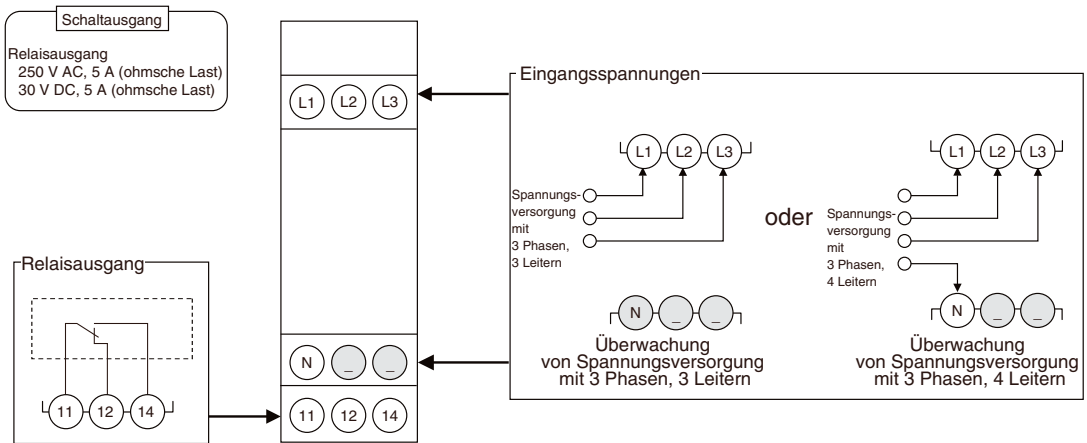 Schaltausgang
Relaisausgang
250 V AC, 5 A (ohmsche Last)
30 V DC, 5 A (ohmsche Last)
L1 L2 L3
Eingangsspannungen
L1 L2 L3
Spannungs-
versorgung
mit
3 Phasen,
3 Leitern
N _ _
Überwachung
von Spannungsversorgung
mit 3 Phasen, 3 Leitern
oder
L1 L2 L3
Spannungs-
versorgung
mit
3 Phasen,
4 Leitern
N _ _
Überwachung
von Spannungsversorgung
mit 3 Phasen, 4 Leitern
Relaisausgang
11 12 14
N _ _
11 12 14